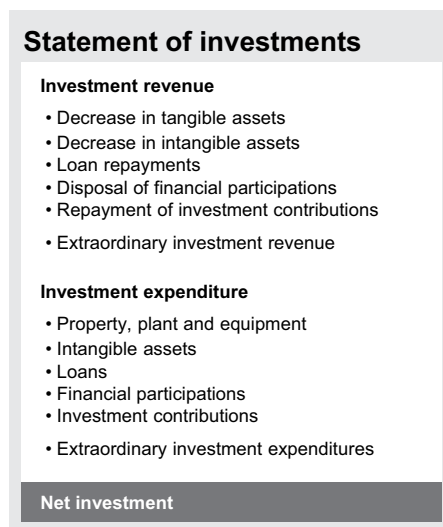 Statement of investments
Investment revenue
• Decrease in tangible assets
• Decrease in intangible assets
• Loan repayments
• Disposal of financial participations
• Repayment of investment contributions
• Extraordinary investment revenue
Investment expenditure
• Property, plant and equipment
• Intangible assets
• Loans
• Financial participations
• Investment contributions
• Extraordinary investment expenditures
Net investment